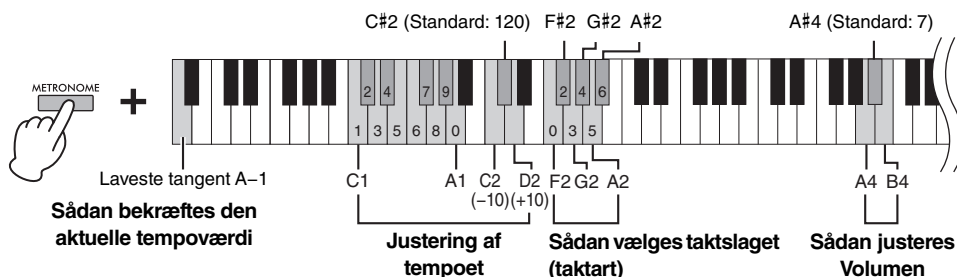 C#2 (Standard: 120) F#2 G#2 A#2 A#4 (Standard: 7)
METRONOME
2 4 7 9 2 4 6
1 3 5 6 8 0 0 3 5
Laveste tangent A–1
C1 A1 C2 D2 F2 G2 A2 A4 B4
(−10) (+10)
Sådan bekræftes den
aktuelle tempoværdi
Justering af
tempoet
Sådan vælges taktslaget
(taktart)
Sådan justeres
Volumen